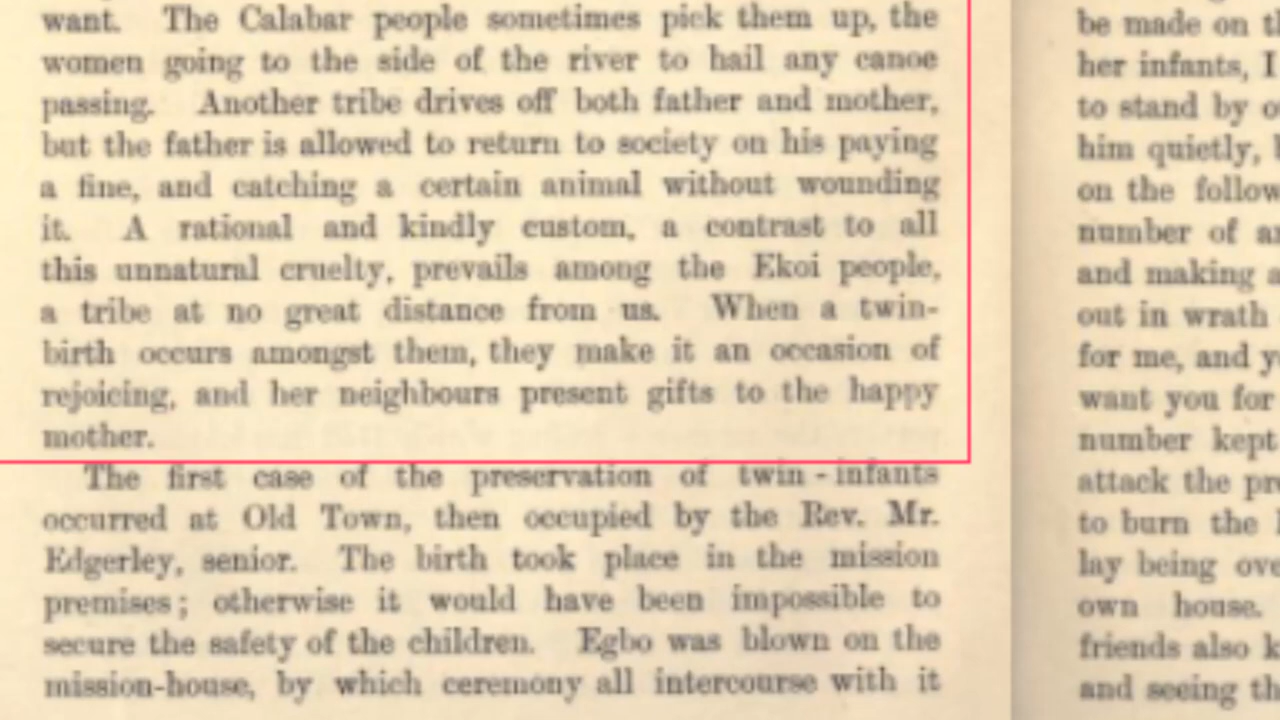 want. The Calabar people sometimes pick them up, the
women going to the side of the river to hail any canoe
passing. Another tribe drives off both father and mother,
but the father is allowed to return to society on his paying
a fine, and catching a certain animal without wounding
it. A rational and kindly custom, a contrast to all
this unnatural cruelty, prevails among the Ekoi people,
a tribe at no great distance from us. When a twin-
birth occurs amongst them, they make it an occasion of
rejoicing, and her neighbours present gifts to the happy
mother.
The first case of the preservation of twin-infants
occurred at Old Town, then occupied by the Rev. Mr.
Edgerley, senior. The birth took place in the mission
premises; otherwise it would have been impossible to
secure the safety of the children. Egbo was blown on the
mission-house, by which ceremony all intercourse with it
be made on
her infants, I
to stand by
him quietly,
on the
number of
and making
out in wrath
for me, and
want you for
number kept
attack the
to burn the
lay being
own house.
friends also
and seeing